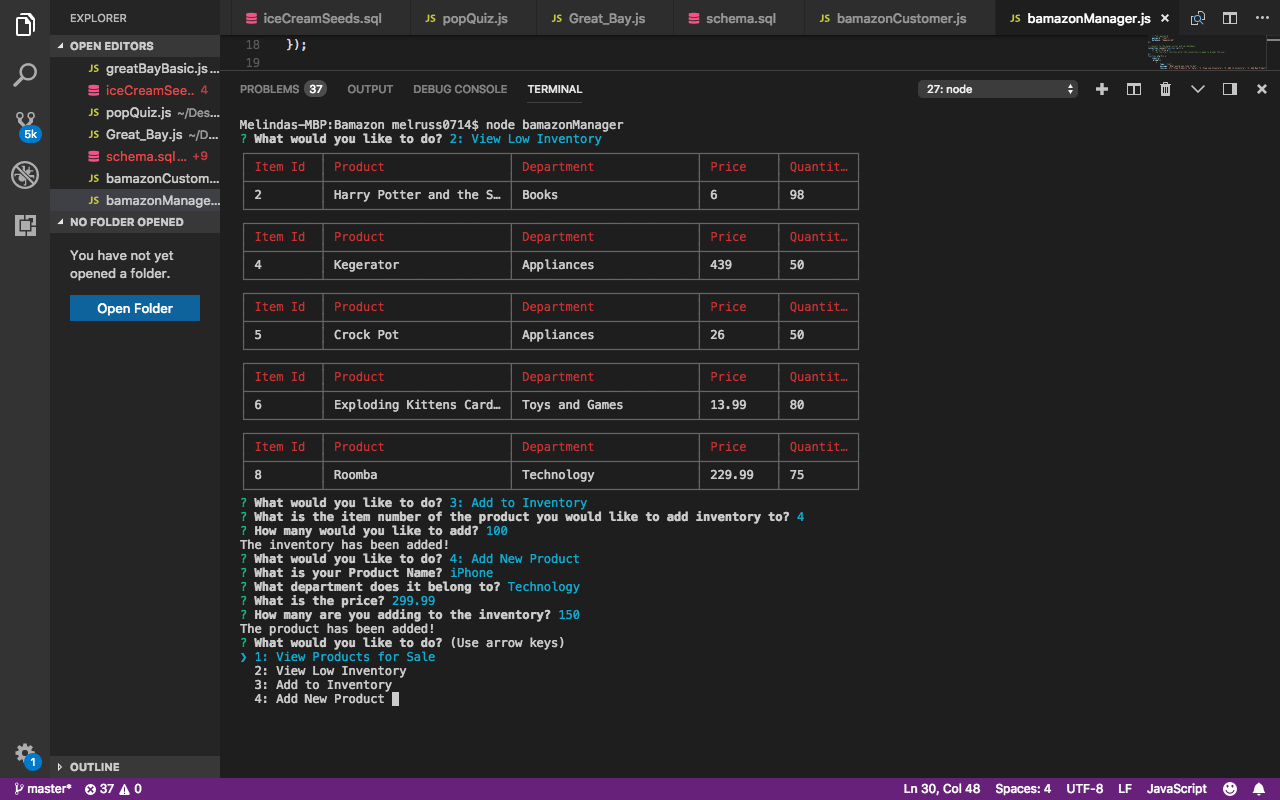 EXPLORER
OPEN EDITORS
JS greatBayBasic.js ...
iceCreamSee.. 4
JS popQuiz.js ~/Des...
JS Great_Bay.js ~/D...
schema.sql... +9
JS bamazonCustom...
JS bamazonManage...
NO FOLDER OPENED
You have not yet
opened a folder.
Open Folder
OUTLINE
5k
1
iceCreamSeeds.sql JS popQuiz.js JS Great_Bay.js schema.sql JS bamazonCustomer.js JS bamazonManager.js
18 });
19
PROBLEMS 37 OUTPUT DEBUG CONSOLE TERMINAL 27: node
Melindas-MBP:Bamazon melruss0714$ node bamazonManager
? What would you like to do? 2: View Low Inventory
Item Id Product Department Price Quantit…
2 Harry Potter and the S… Books 6 98
Item Id Product Department Price Quantit…
4 Kegerator Appliances 439 50
Item Id Product Department Price Quantit…
5 Crock Pot Appliances 26 50
Item Id Product Department Price Quantit…
6 Exploding Kittens Card… Toys and Games 13.99 80
Item Id Product Department Price Quantit…
8 Roomba Technology 229.99 75
? What would you like to do? 3: Add to Inventory
? What is the item number of the product you would like to add inventory to? 4
? How many would you like to add? 100
The inventory has been added!
? What would you like to do? 4: Add New Product
? What is your Product Name? iPhone
? What department does it belong to? Technology
? What is the price? 299.99
? How many are you adding to the inventory? 150
The product has been added!
? What would you like to do? (Use arrow keys)
❯ 1: View Products for Sale
2: View Low Inventory
3: Add to Inventory
4: Add New Product
master* 37 0 Ln 30, Col 48 Spaces: 4 UTF-8 LF JavaScript